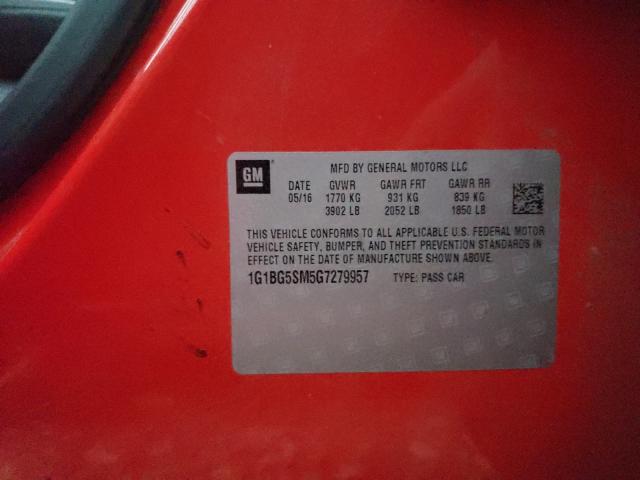 GM
MFD BY GENERAL MOTORS LLC
DATE GVWR GAWR FRT GAWR RR
05/16 1770 KG 931 KG 839 KG
3902 LB 2052 LB 1850 LB
THIS VEHICLE CONFORMS TO ALL APPLICABLE U.S. FEDERAL MOTOR
VEHICLE SAFETY, BUMPER, AND THEFT PREVENTION STANDARDS IN
EFFECT ON THE DATE OF MANUFACTURE SHOWN ABOVE.
1G1BG5SM5G7279957 TYPE: PASS CAR